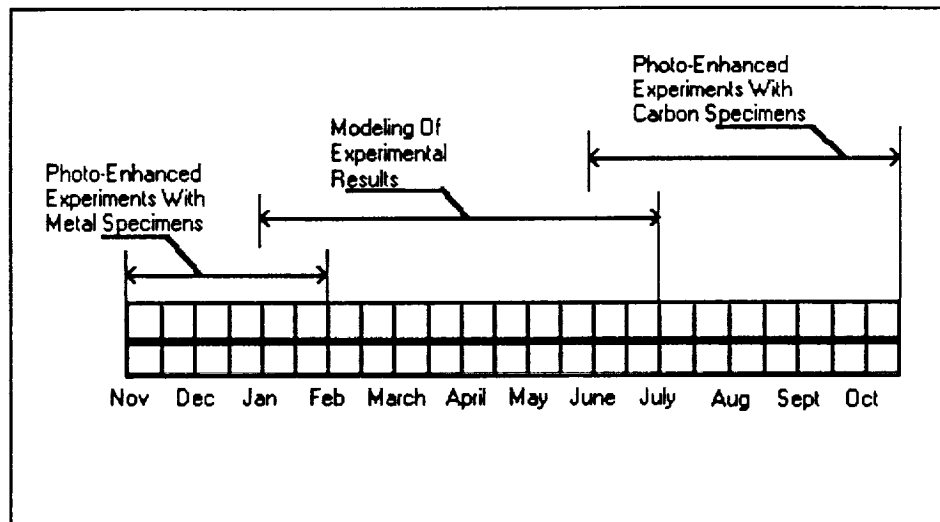 Photo-Enhanced
Experiments With
Carbon Specimens
Modeling Of
Experimental
Results
Photo-Enhanced
Experiments With
Metal Specimens
Nov Dec Jan Feb March April May June July Aug Sept Oct